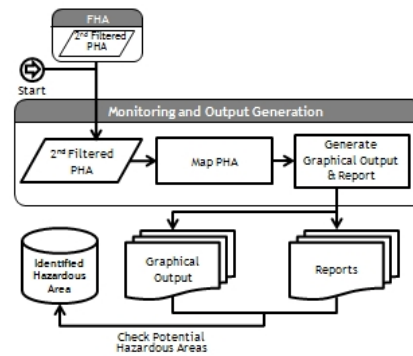 FHA
2nd Filtered
PHA
Start
Monitoring and Output Generation
2nd Filtered
PHA
Map PHA
Generate
Graphical Output
& Report
Identified
Hazardous
Area
Graphical
Output
Reports
Check Potential
Hazardous Areas